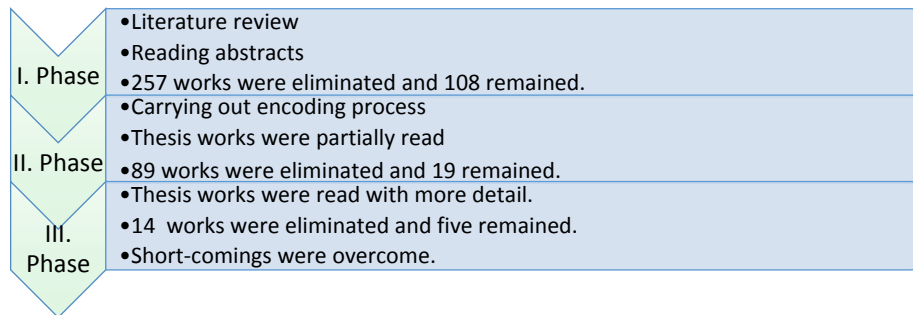 I. Phase
•Literature review
•Reading abstracts
•257 works were eliminated and 108 remained.
II. Phase
•Carrying out encoding process
•Thesis works were partially read
•89 works were eliminated and 19 remained.
III.
Phase
•Thesis works were read with more detail.
•14 works were eliminated and five remained.
•Short-comings were overcome.